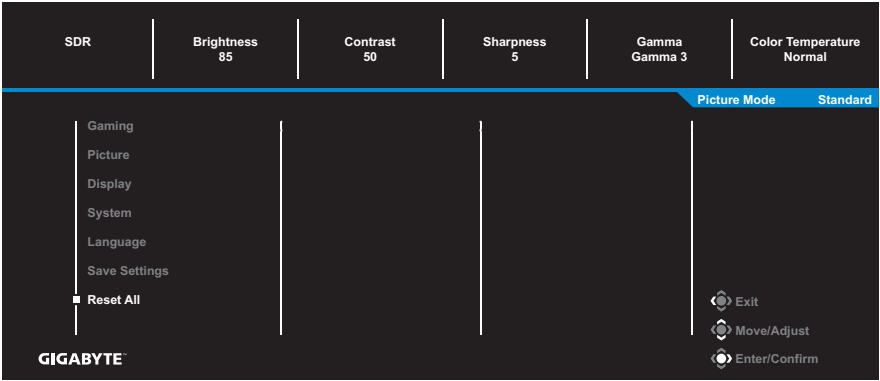 SDR
Brightness
85
Contrast
50
Sharpness
5
Gamma
Gamma 3
Color Temperature
Normal
Picture Mode Standard
Gaming
Picture
Display
System
Language
Save Settings
Reset All
Exit
Move/Adjust
Enter/Confirm
GIGABYTE™